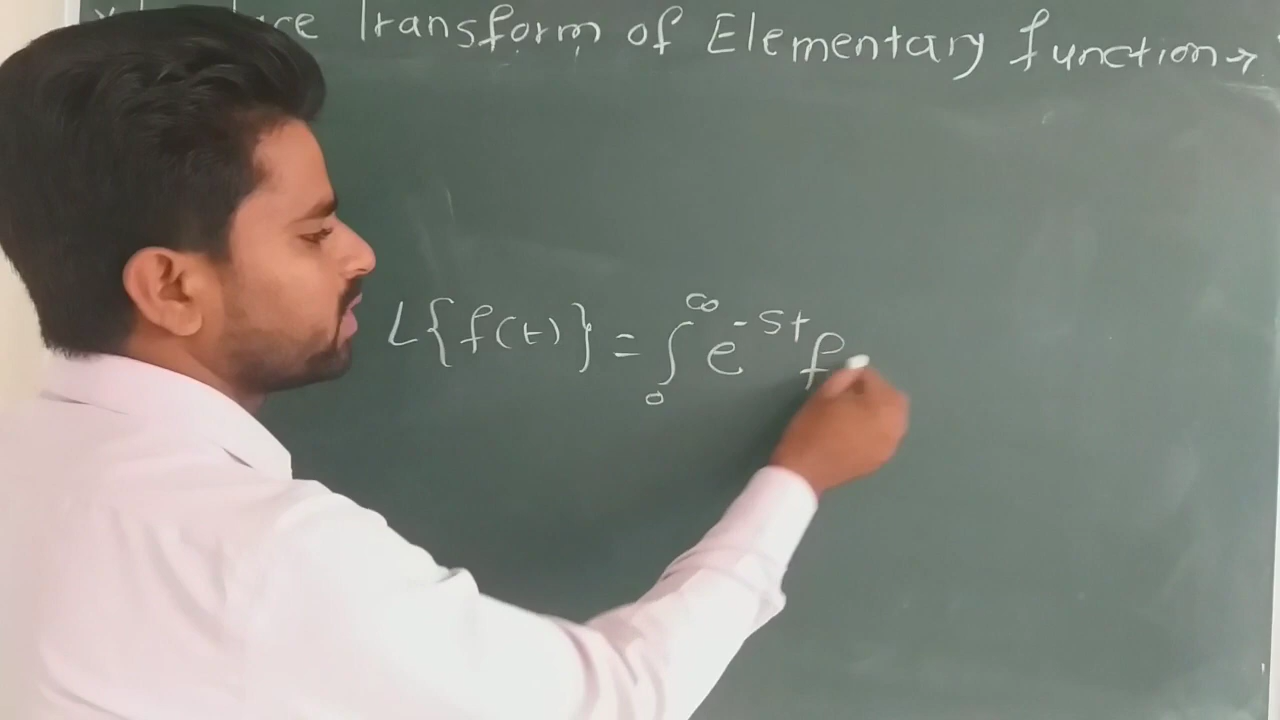 Transform of Elementary function→
L{f(t)} = ∫₀^∞ e^{-st} f